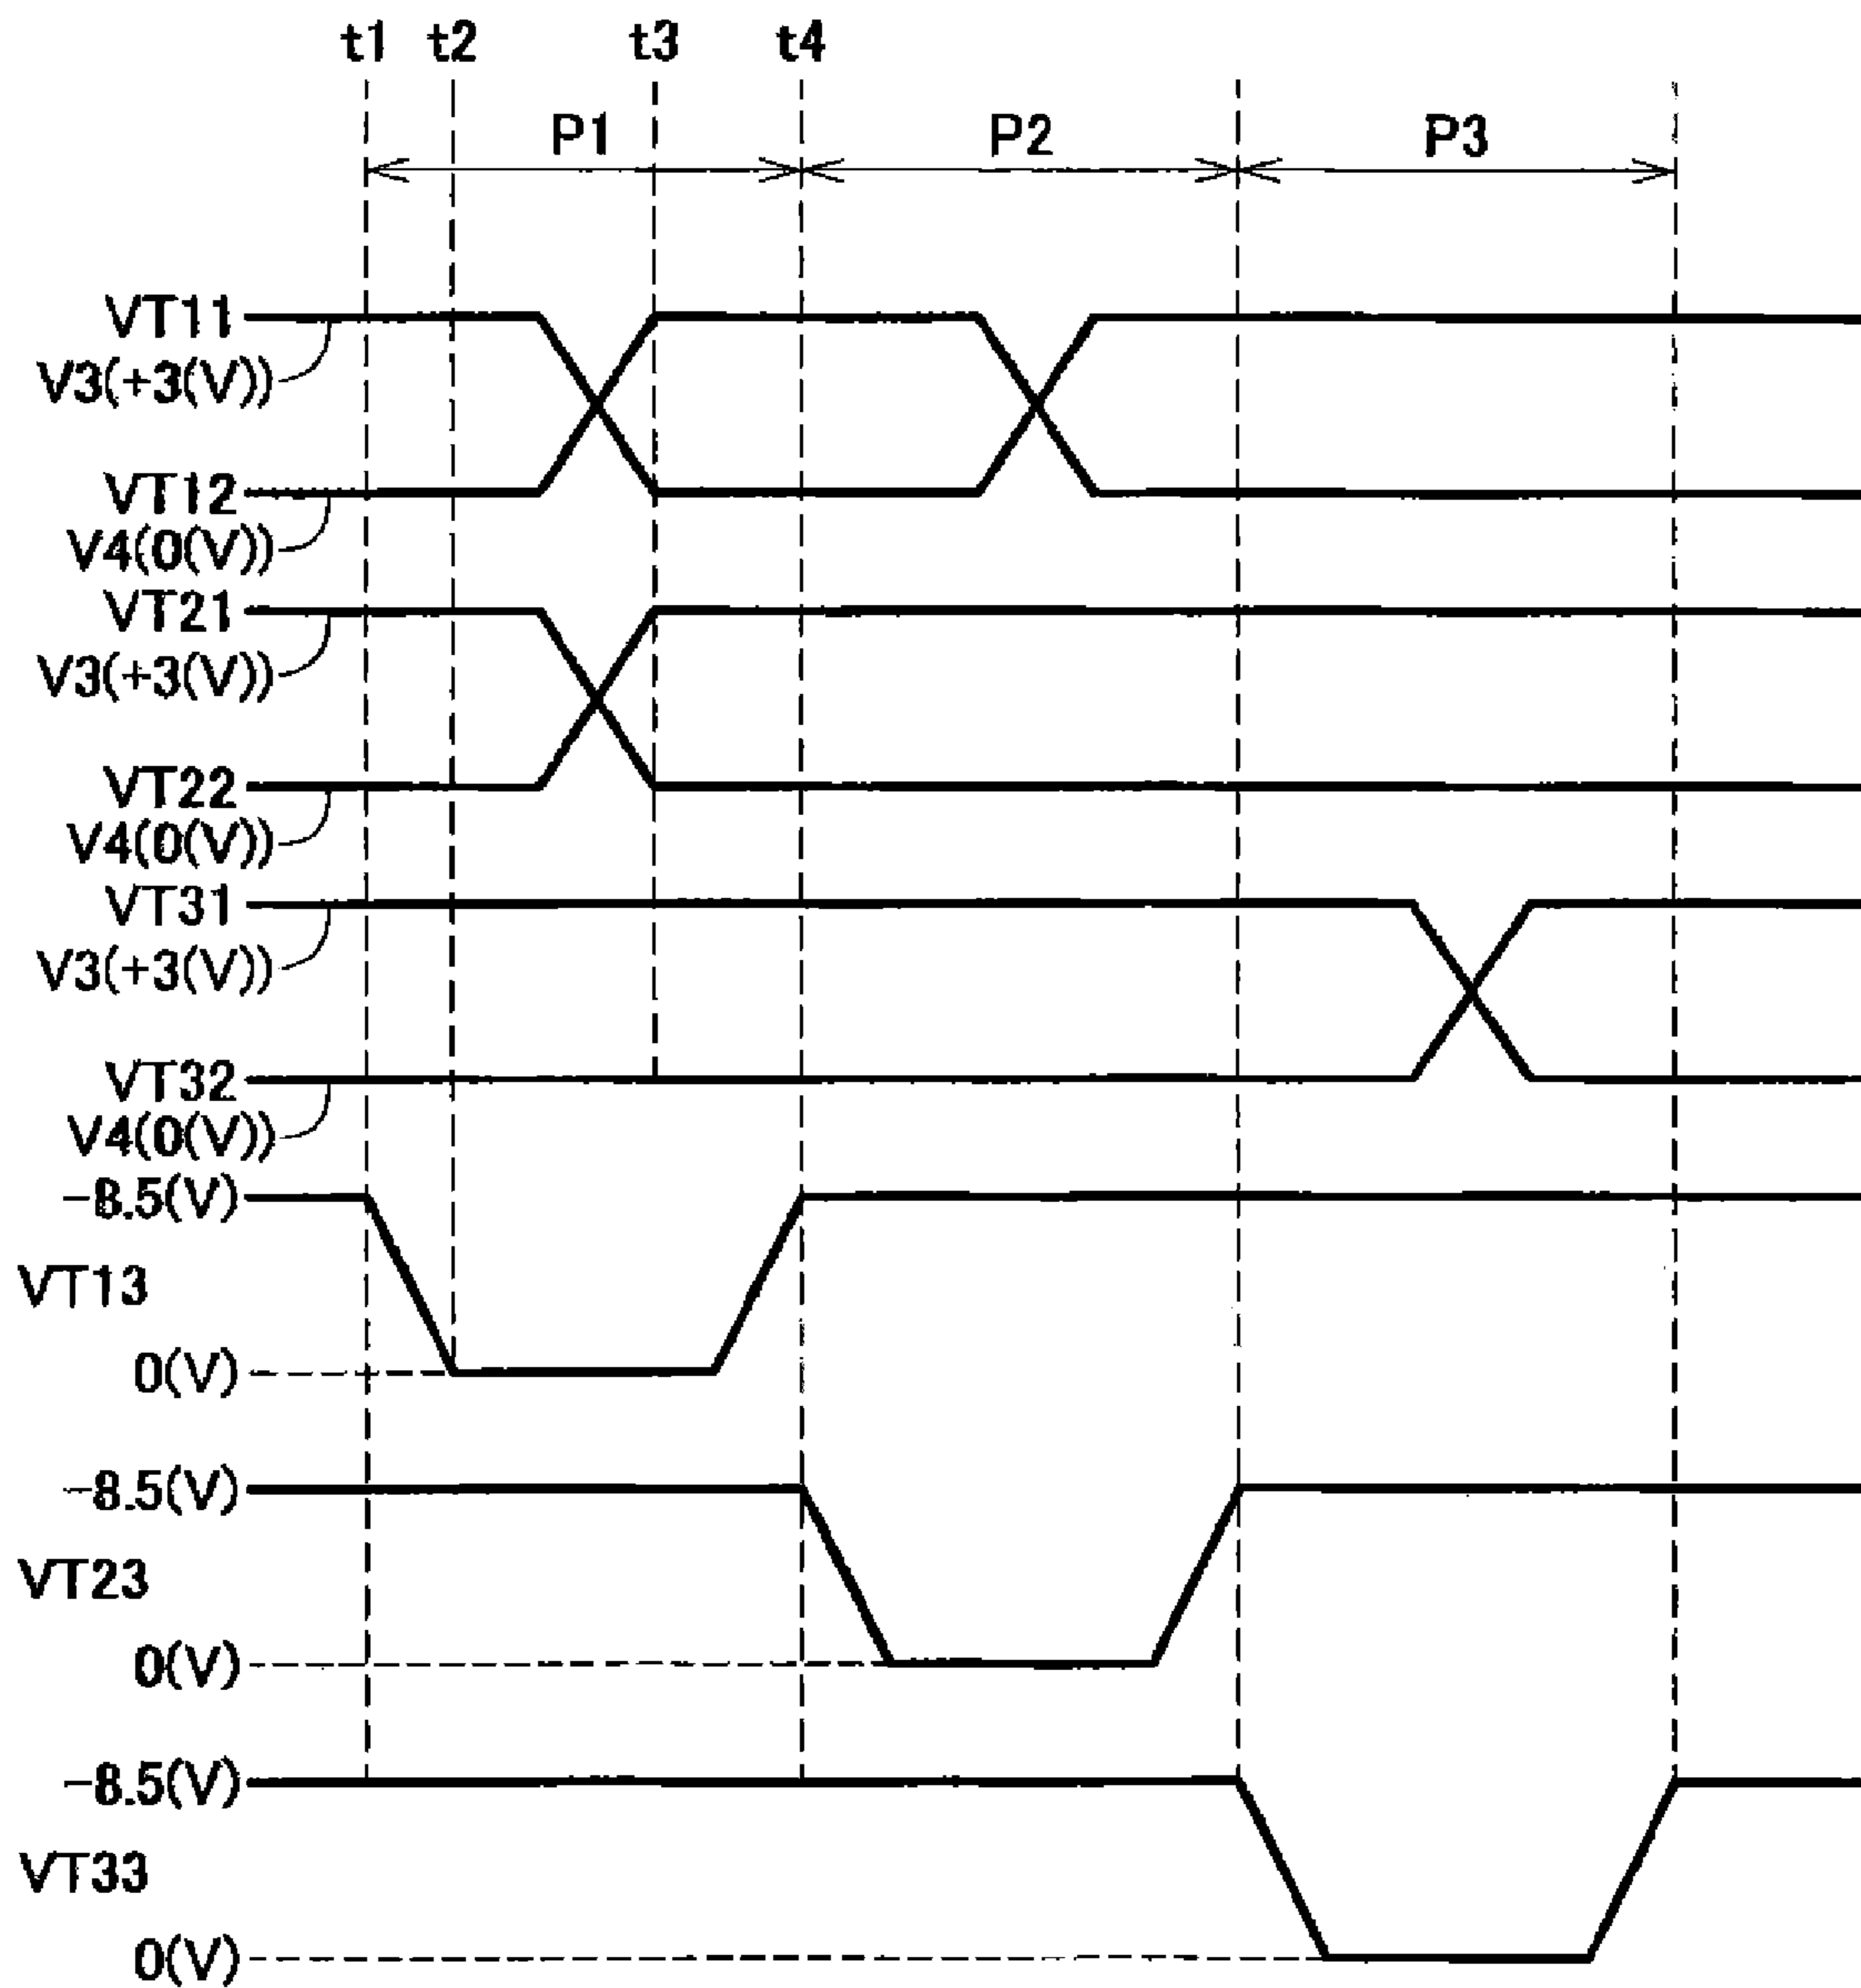 t1 t2 t3 t4
P1 P2 P3
VT11
V3(+3(V))
VT12
V4(0(V))
VT21
V3(+3(V))
VT22
V4(0(V))
VT31
V3(+3(V))
VT32
V4(0(V))
-8.5(V)
VT13
0(V)
-8.5(V)
VT23
0(V)
-8.5(V)
VT33
0(V)